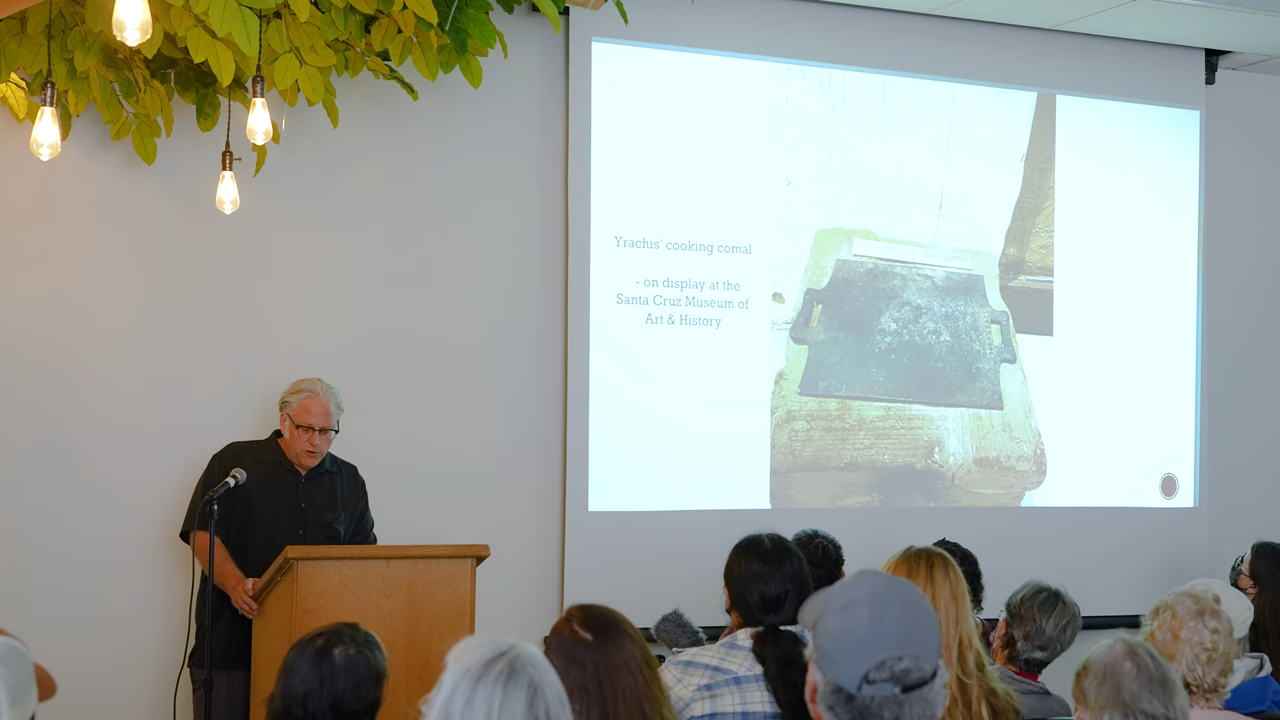 Yrachis' cooking comal
- on display at the
Santa Cruz Museum of
Art & History